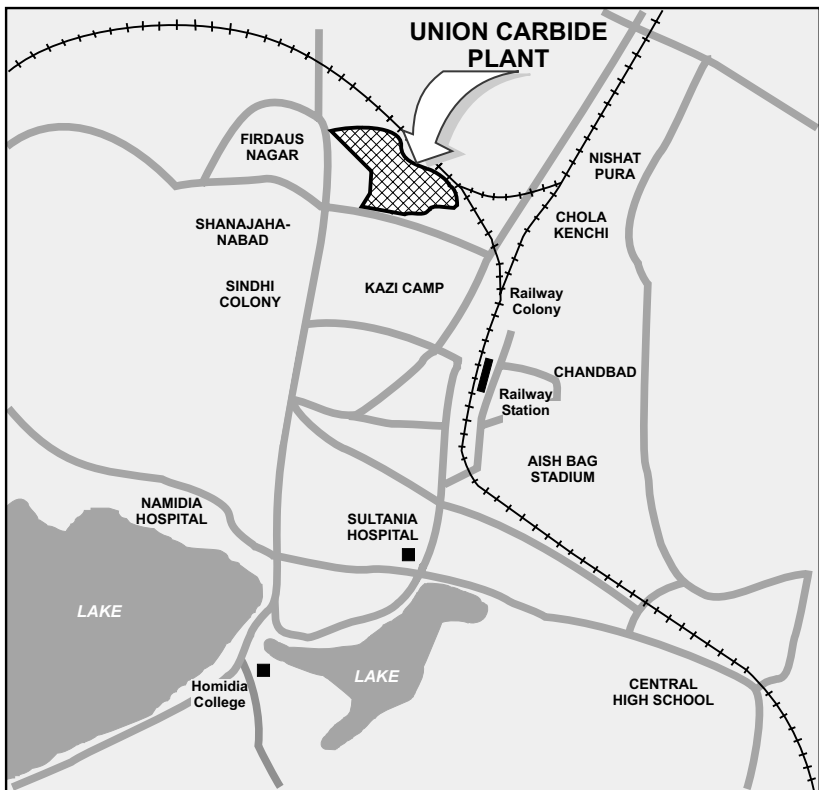 UNION CARBIDE
PLANT
FIRDAUS
NAGAR
NISHAT
PURA
SHANAJAHA-
NABAD
CHOLA
KENCHI
SINDHI
COLONY
KAZI CAMP
Railway
Colony
CHANDBAD
Railway
Station
AISH BAG
STADIUM
NAMIDIA
HOSPITAL
SULTANIA
HOSPITAL
LAKE
LAKE
Homidia
College
CENTRAL
HIGH SCHOOL